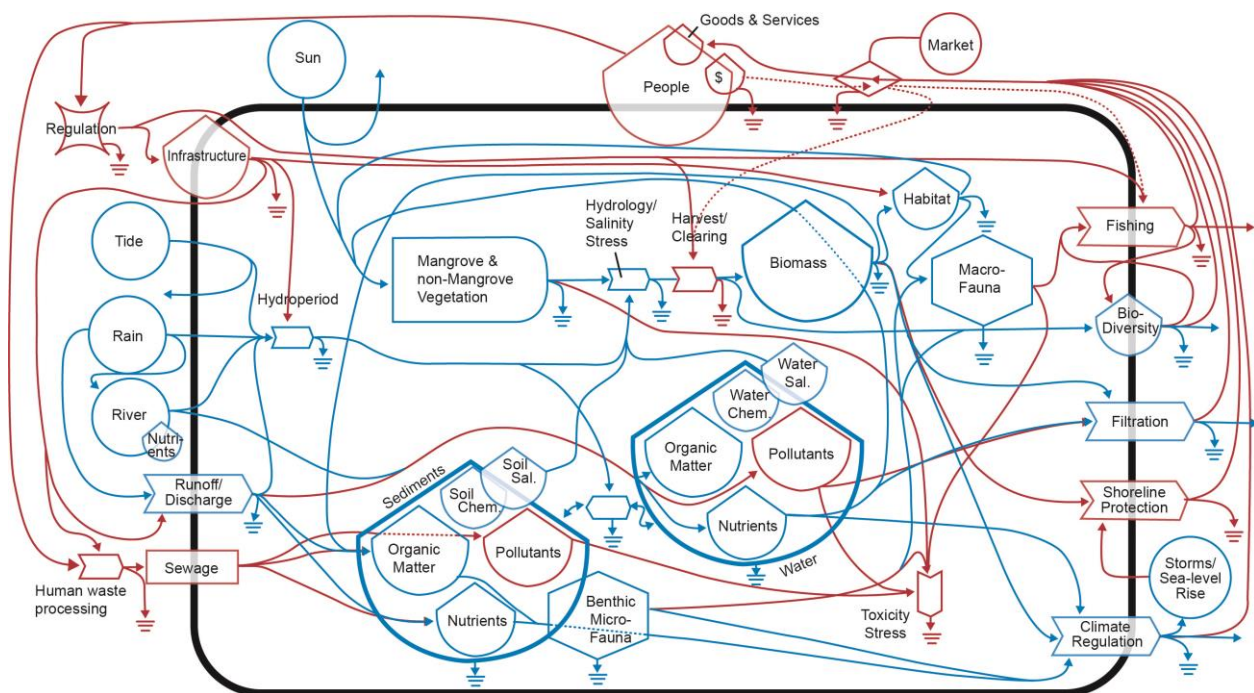 Goods & Services
Market
Sun
People
$
Regulation
Infrastructure
Tide
Hydrology/
Salinity
Stress
Harvest/
Clearing
Habitat
Fishing
Mangrove &
non-Mangrove
Vegetation
Biomass
Macro-
Fauna
Hydroperiod
Rain
Bio-
Diversity
River
Nutri-
ents
Water
Sal.
Water
Chem.
Filtration
Organic
Matter
Pollutants
Sediments
Soil
Sal.
Soil
Chem.
Runoff/
Discharge
Nutrients
Shoreline
Protection
Water
Organic
Matter
Pollutants
Sewage
Human waste
processing
Nutrients
Benthic
Micro-
Fauna
Toxicity
Stress
Storms/
Sea-level
Rise
Climate
Regulation